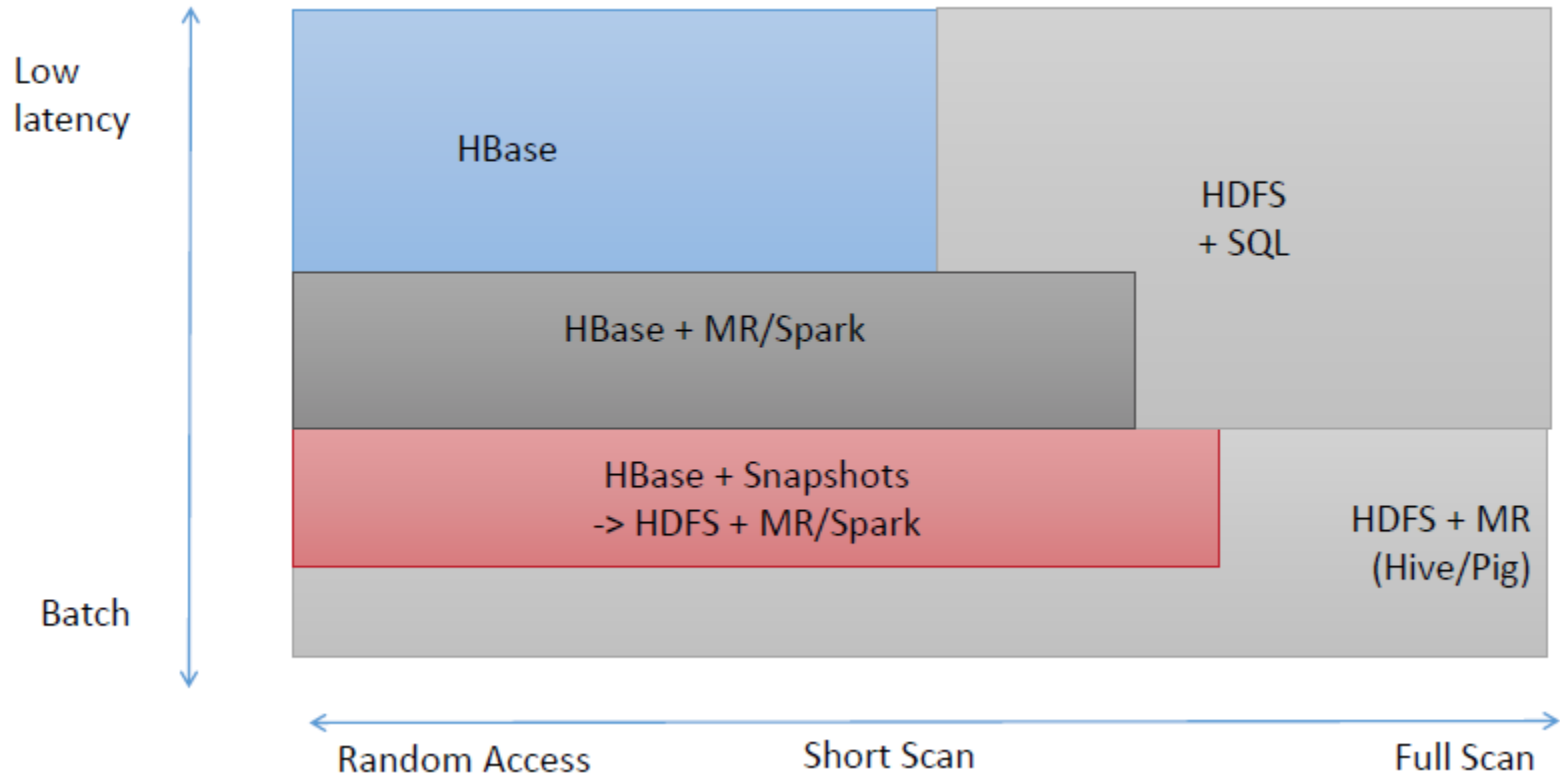 Low
latency
HBase
HDFS
+ SQL
HBase + MR/Spark
HBase + Snapshots
-> HDFS + MR/Spark
HDFS + MR
(Hive/Pig)
Batch
Random Access
Short Scan
Full Scan